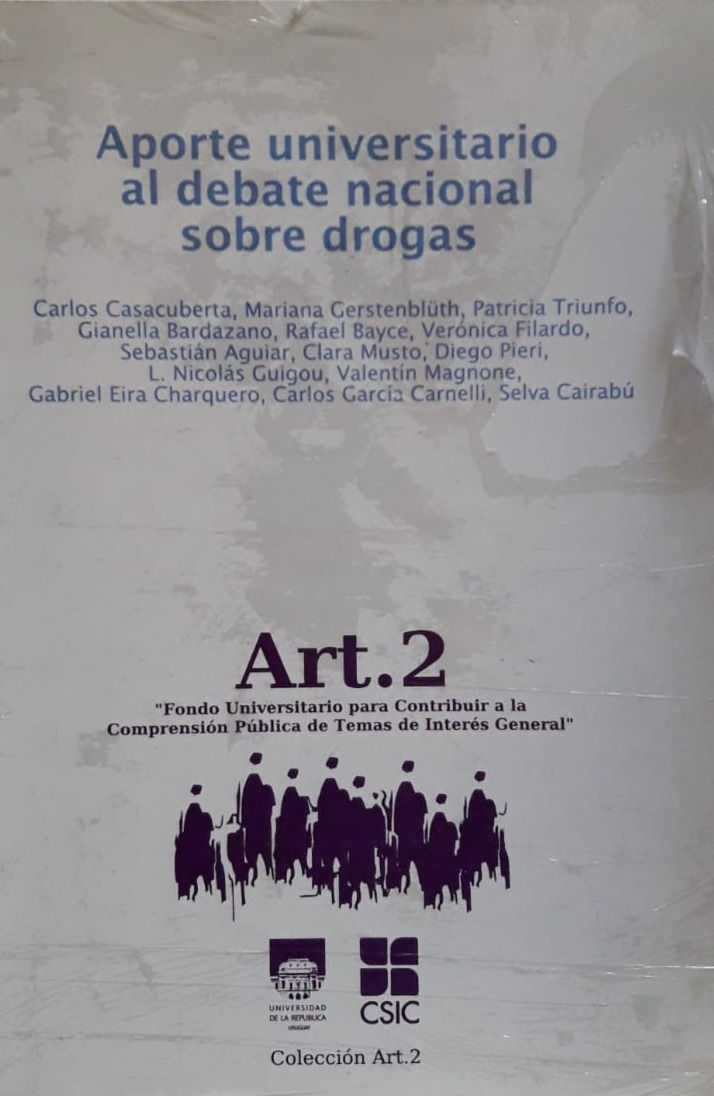 Aporte universitario
al debate nacional
sobre drogas
Carlos Casacuberta, Mariana Gerstenblüth, Patricia Triunfo,
Gianella Bardazano, Rafael Bayce, Verónica Filardo,
Sebastián Aguiar, Clara Musto, Diego Pieri,
L. Nicolás Guigou, Valentín Magnone,
Gabriel Eira Charquero, Carlos García Carnelli, Selva Cairabú
Art.2
"Fondo Universitario para Contribuir a la
Comprensión Pública de Temas de Interés General"
UNIVERSIDAD
DE LA REPÚBLICA
URUGUAY
CSIC
Colección Art.2